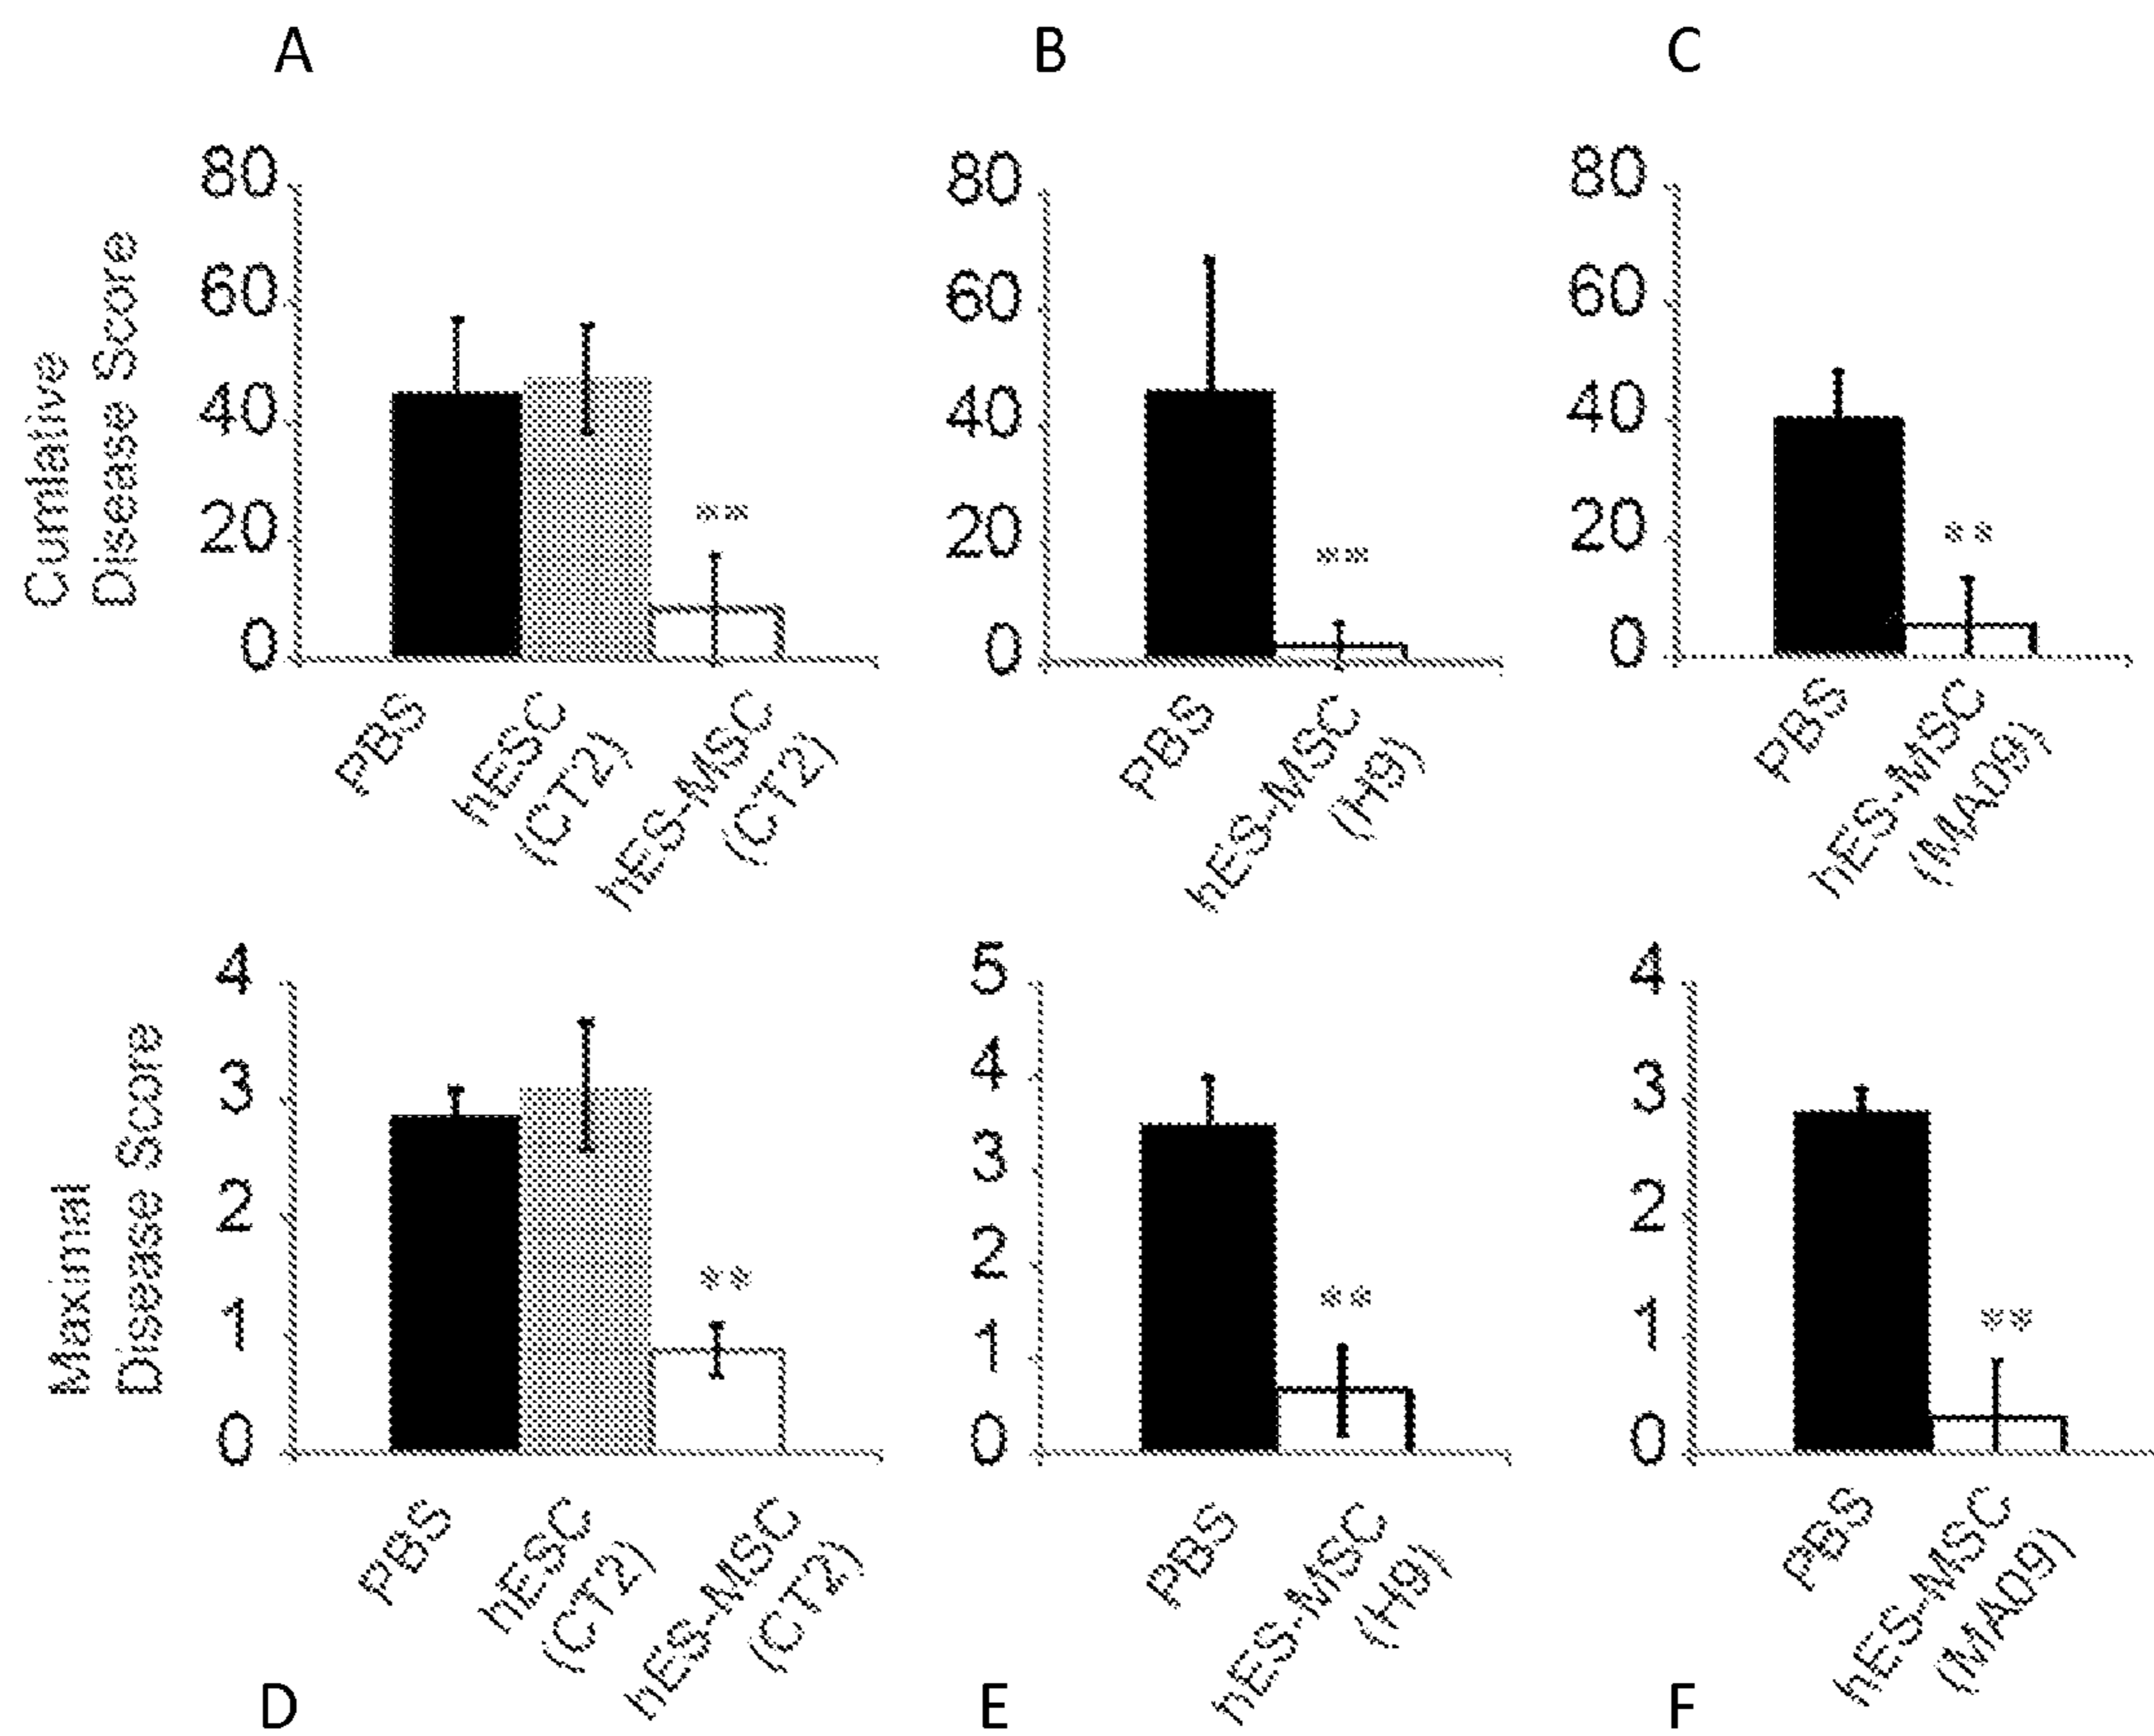 A
B
C
Cumlative
Disease Score
80
60
40
20
0
**
PBS
hESC
(CT2)
hES-MSC
(CT2)
80
60
40
20
0
**
PBS
hES-MSC
(H9)
80
60
40
20
0
**
PBS
hES-MSC
(MA09)
Maximal
Disease Score
4
3
2
1
0
**
PBS
hESC
(CT2)
hES-MSC
(CT2)
5
4
3
2
1
0
**
PBS
hES-MSC
(H9)
4
3
2
1
0
**
PBS
hES-MSC
(MA09)
D
E
F